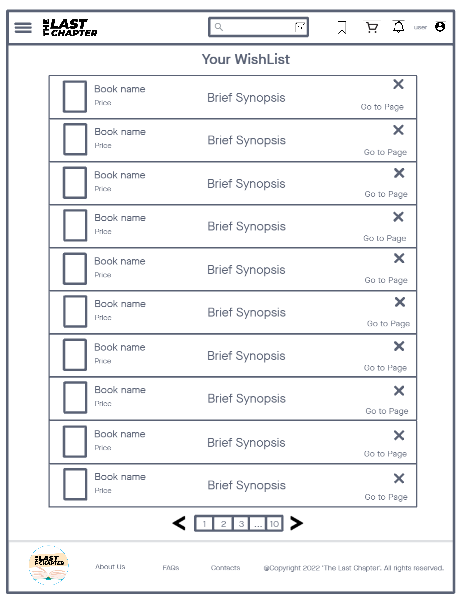 THE LAST CHAPTER
user
Your WishList
Book name
Price
Brief Synopsis
Go to Page
Book name
Price
Brief Synopsis
Go to Page
Book name
Price
Brief Synopsis
Go to Page
Book name
Price
Brief Synopsis
Go to Page
Book name
Price
Brief Synopsis
Go to Page
Book name
Price
Brief Synopsis
Go to Page
Book name
Price
Brief Synopsis
Go to Page
Book name
Price
Brief Synopsis
Go to Page
Book name
Price
Brief Synopsis
Go to Page
Book name
Price
Brief Synopsis
Go to Page
1 2 3 ... 10
THE LAST CHAPTER
About Us FAQs Contacts @Copyright 2022 'The Last Chapter'. All rights reserved.